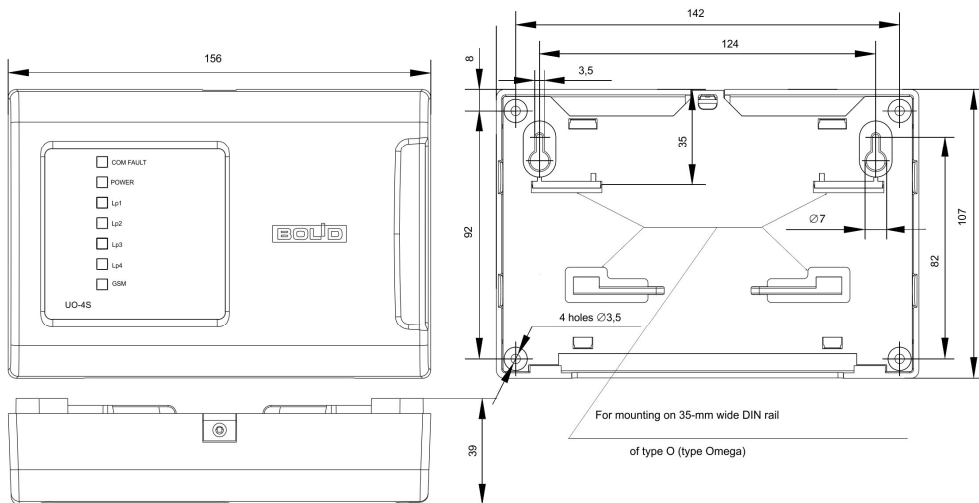 156
COM FAULT
POWER
Lp1
Lp2
Lp3
Lp4
GSM
UO-4S
BOLID
142
124
8
3,5
35
92
Ø7
82
107
4 holes Ø3,5
For mounting on 35-mm wide DIN rail
of type O (type Omega)
39